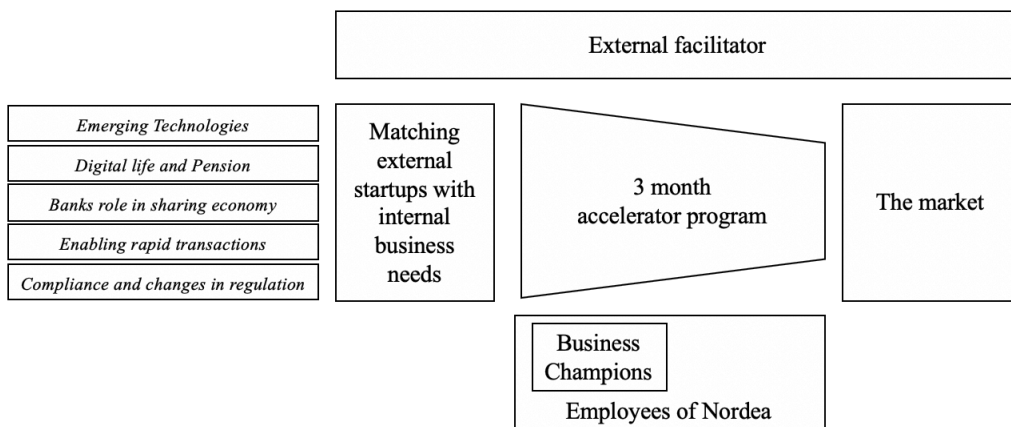 External facilitator
Emerging Technologies
Digital life and Pension
Banks role in sharing economy
Enabling rapid transactions
Compliance and changes in regulation
Matching
external
startups with
internal
business
needs
3 month
accelerator program
The market
Business
Champions
Employees of Nordea